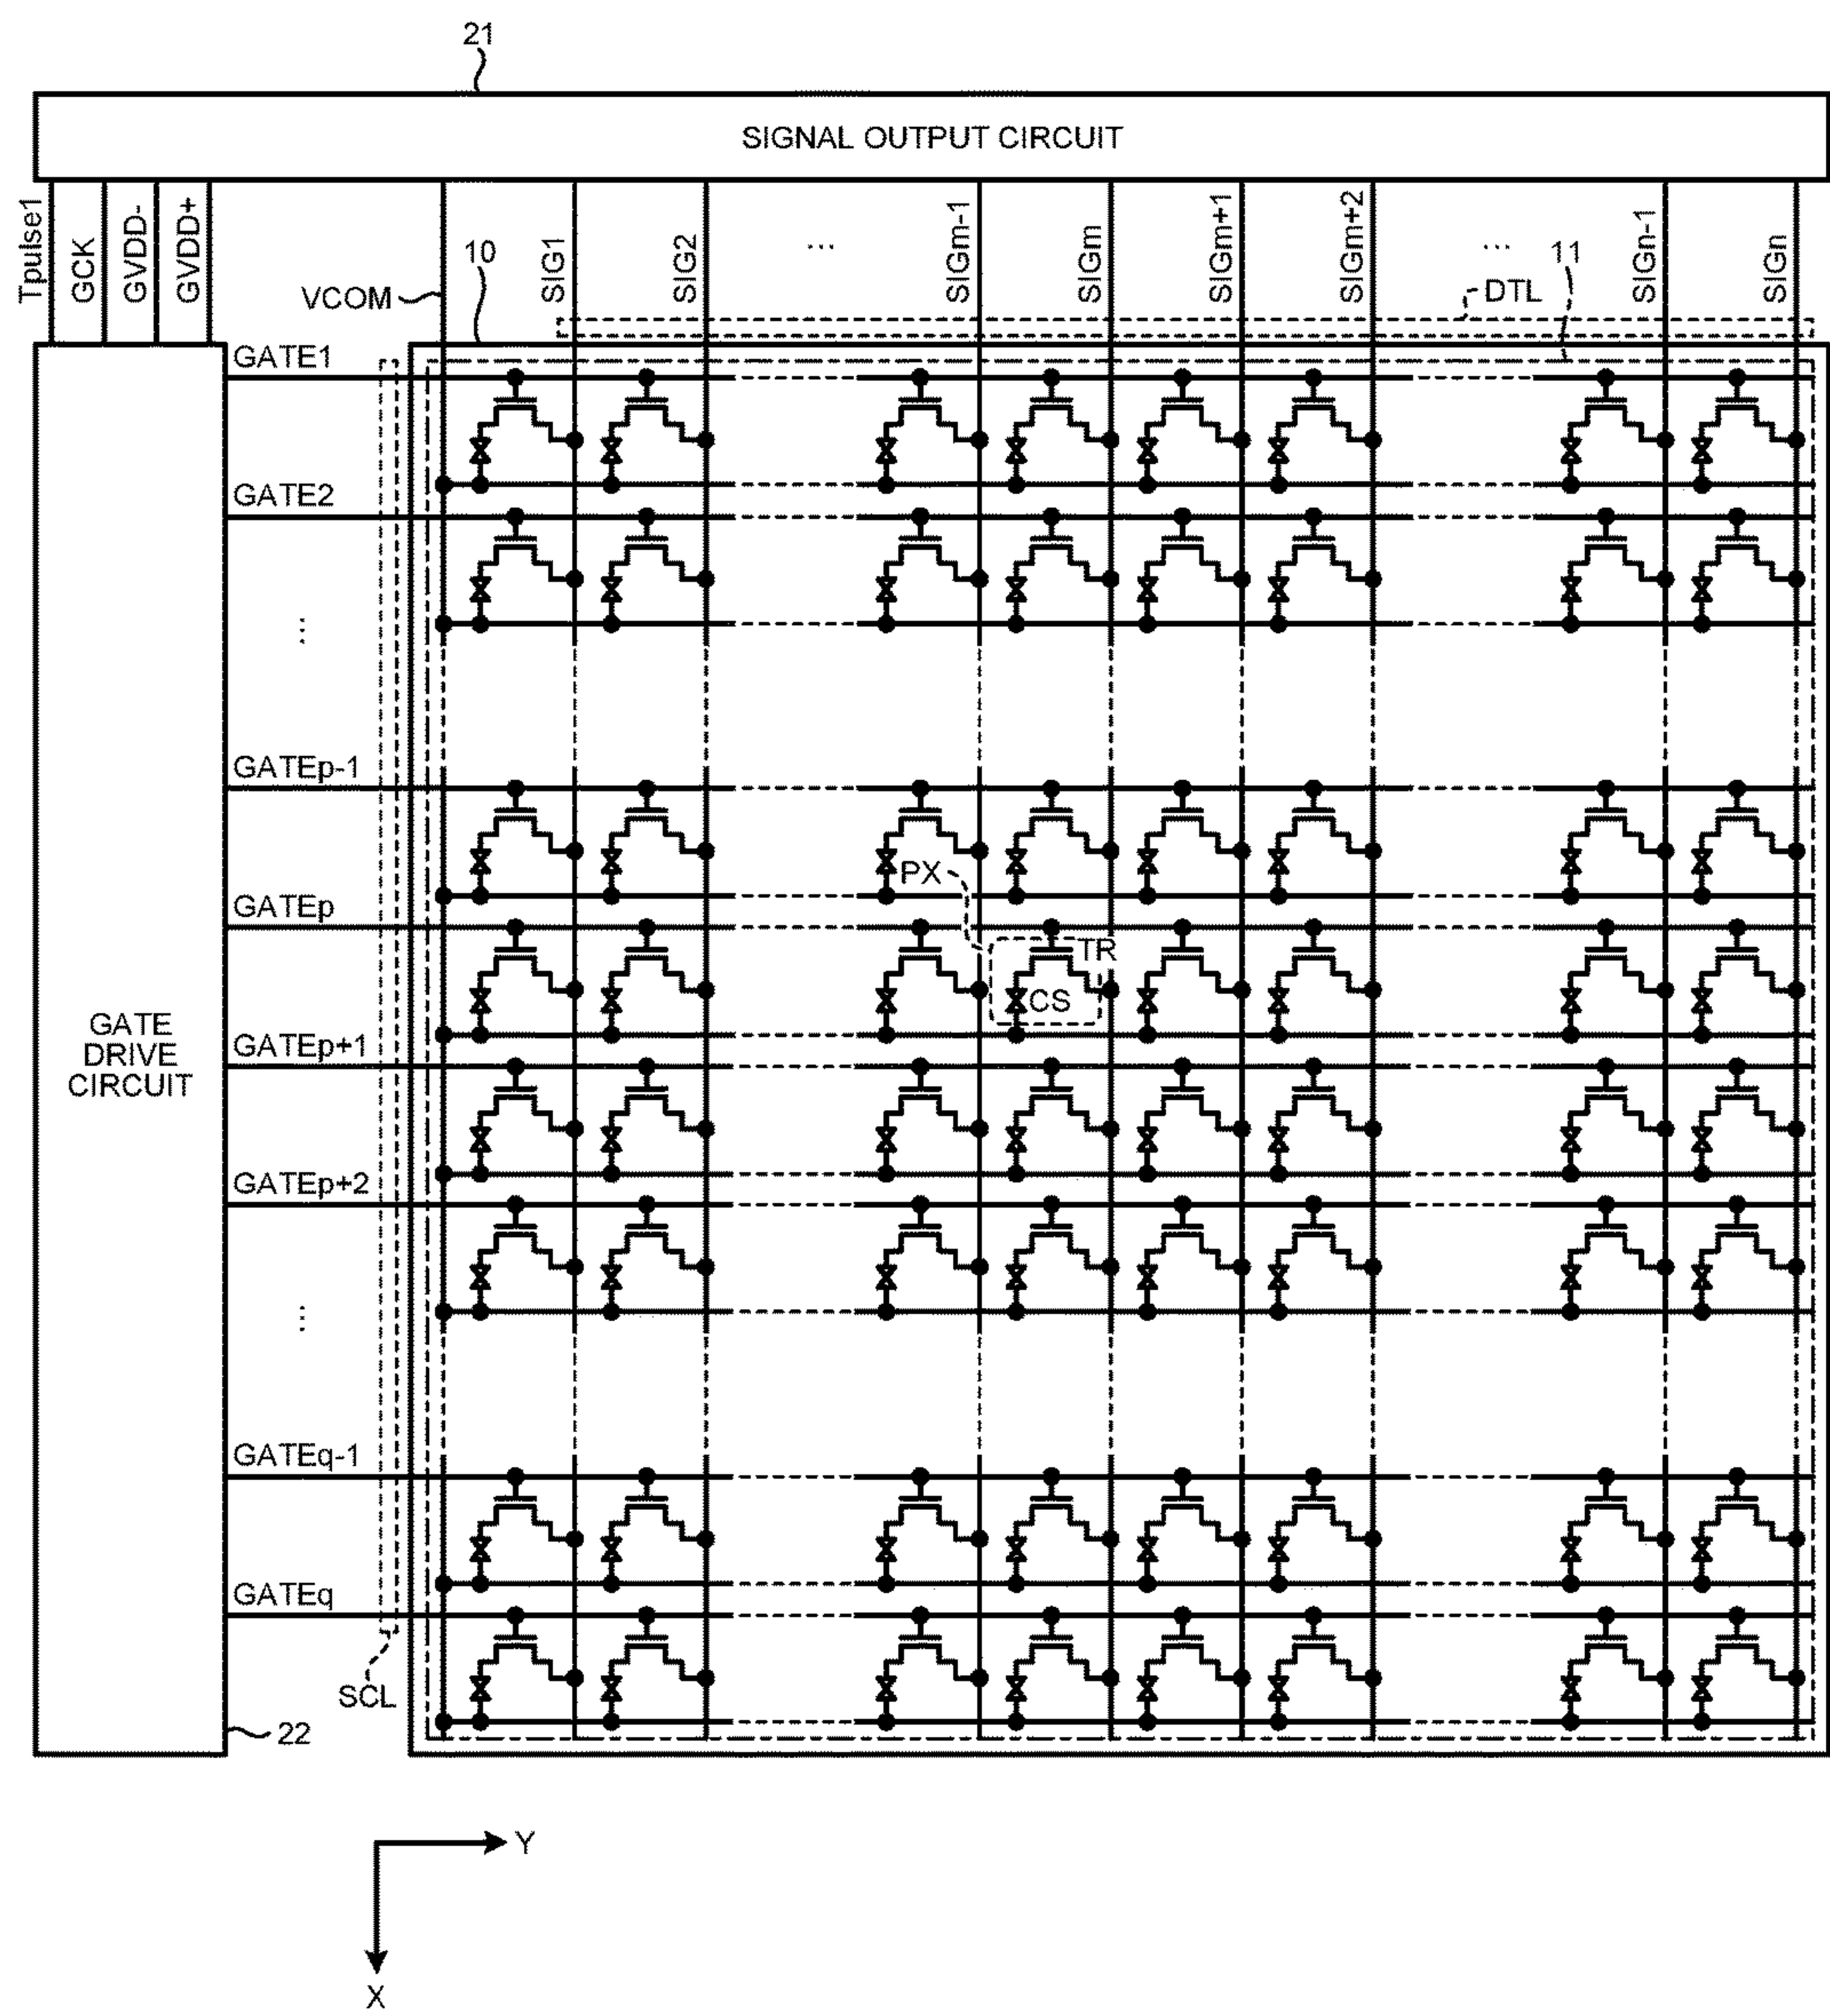 21
SIGNAL OUTPUT CIRCUIT
Tpulse1
GCK
GVDD-
GVDD+
VCOM
10
SIG1
SIG2
...
SIGm-1
SIGm
SIGm+1
SIGm+2
...
11
SIGn-1
SIGn
DTL
GATE1
GATE2
...
GATEp-1
PX
GATEp
TR
CS
GATE
DRIVE
CIRCUIT
GATEp+1
GATEp+2
...
GATEq-1
GATEq
SCL
22
Y
X